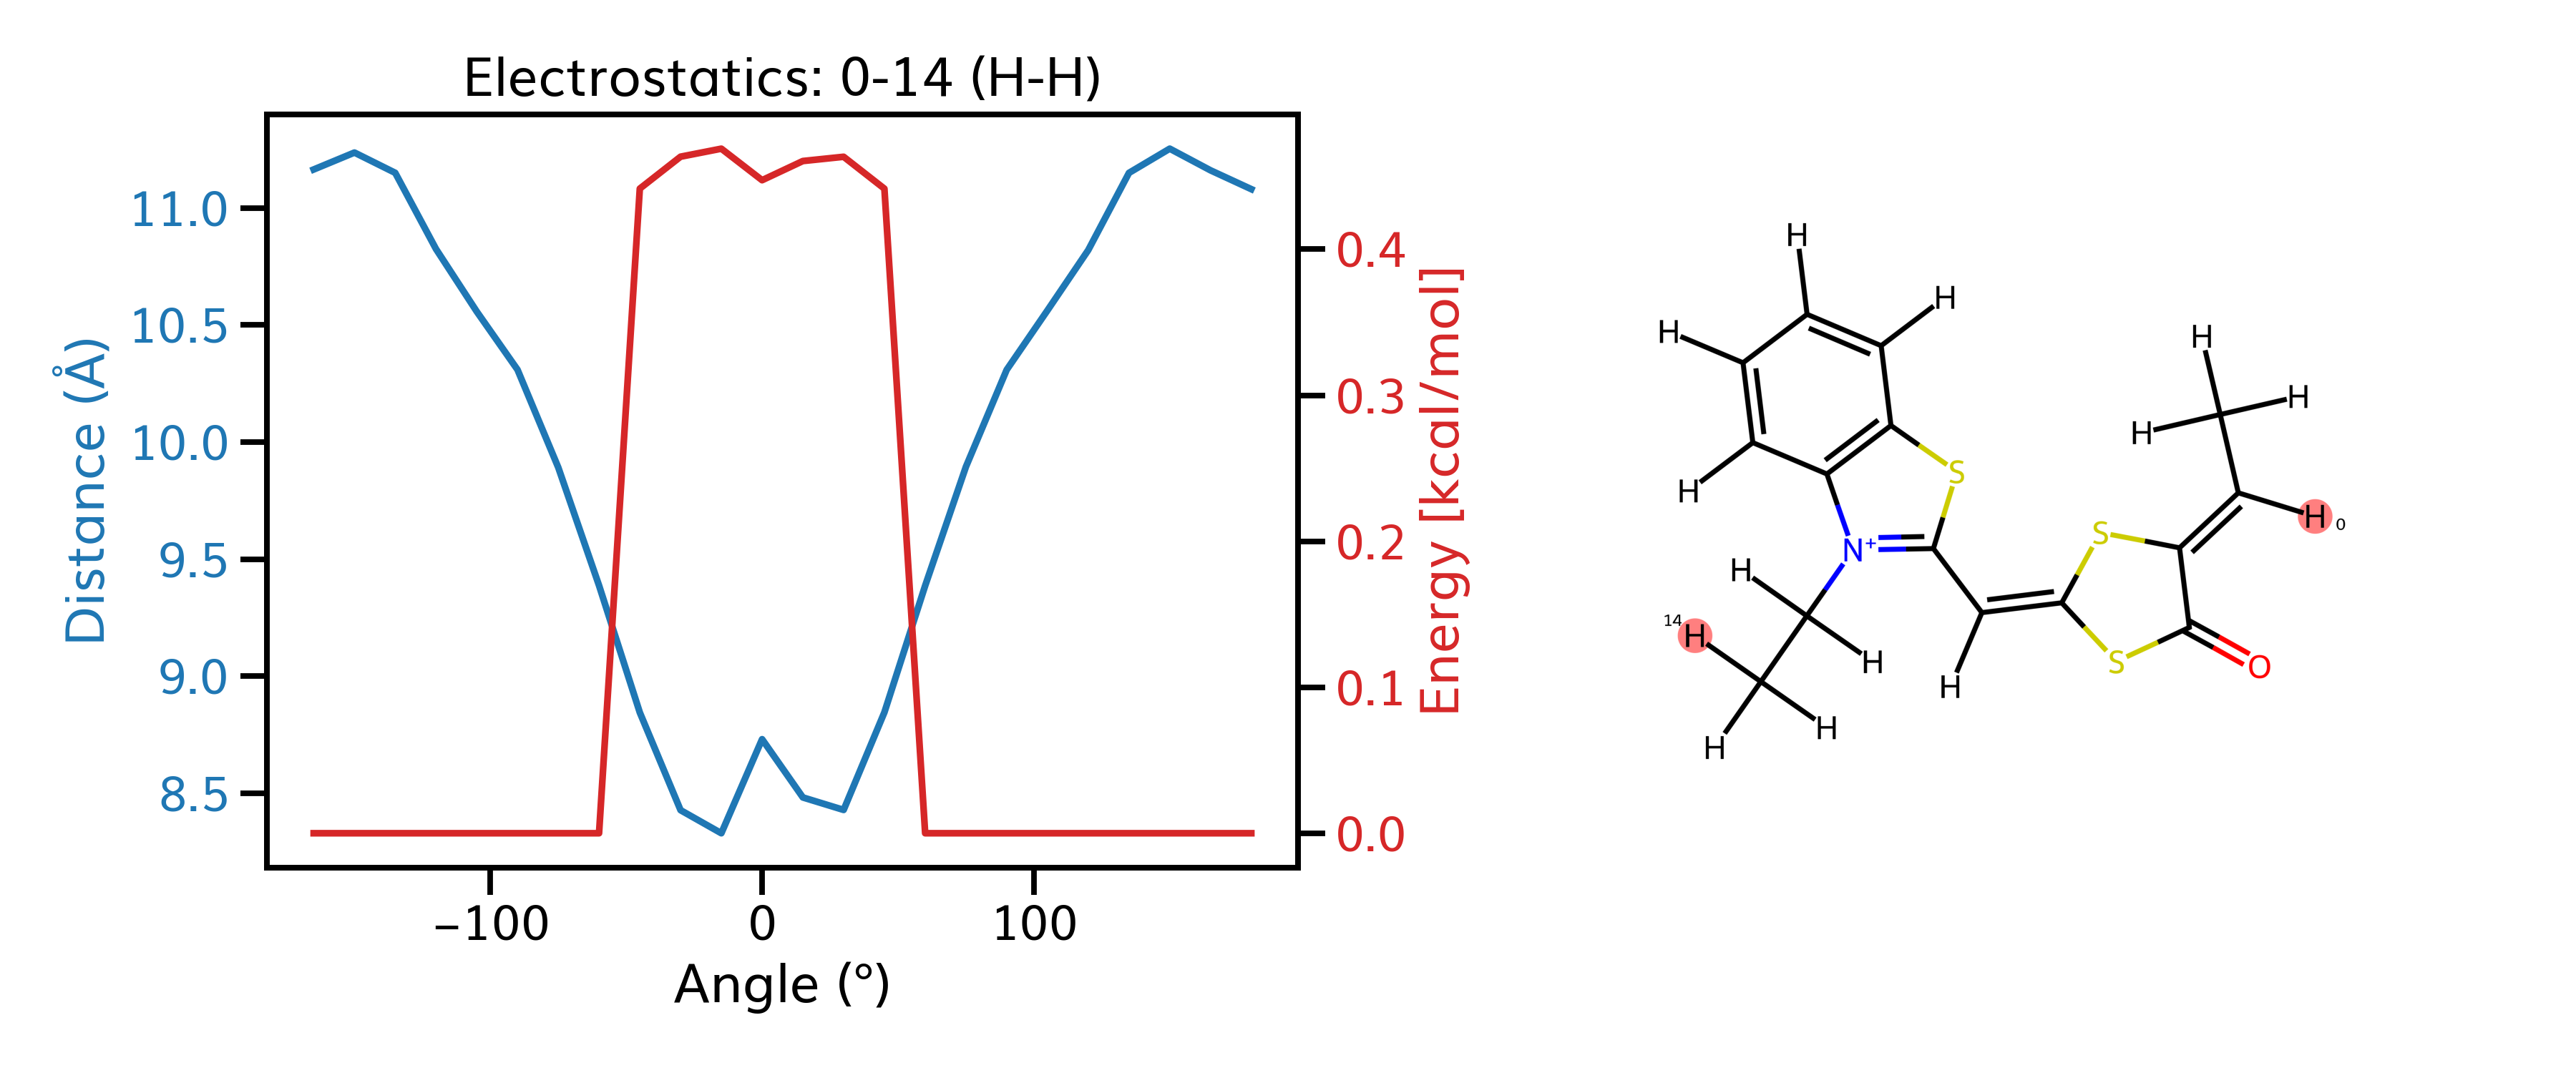 Electrostatics: 0-14 (H-H)
Distance (Å)
11.0
10.5
10.0
9.5
9.0
8.5
0.4
0.3
0.2
0.1
0.0
Energy [kcal/mol]
−100 0 100
Angle (°)
H
H
H
H
H
H
H
H
S
H
H 0
S
N+
H
14
H
H
S
O
H
H
H